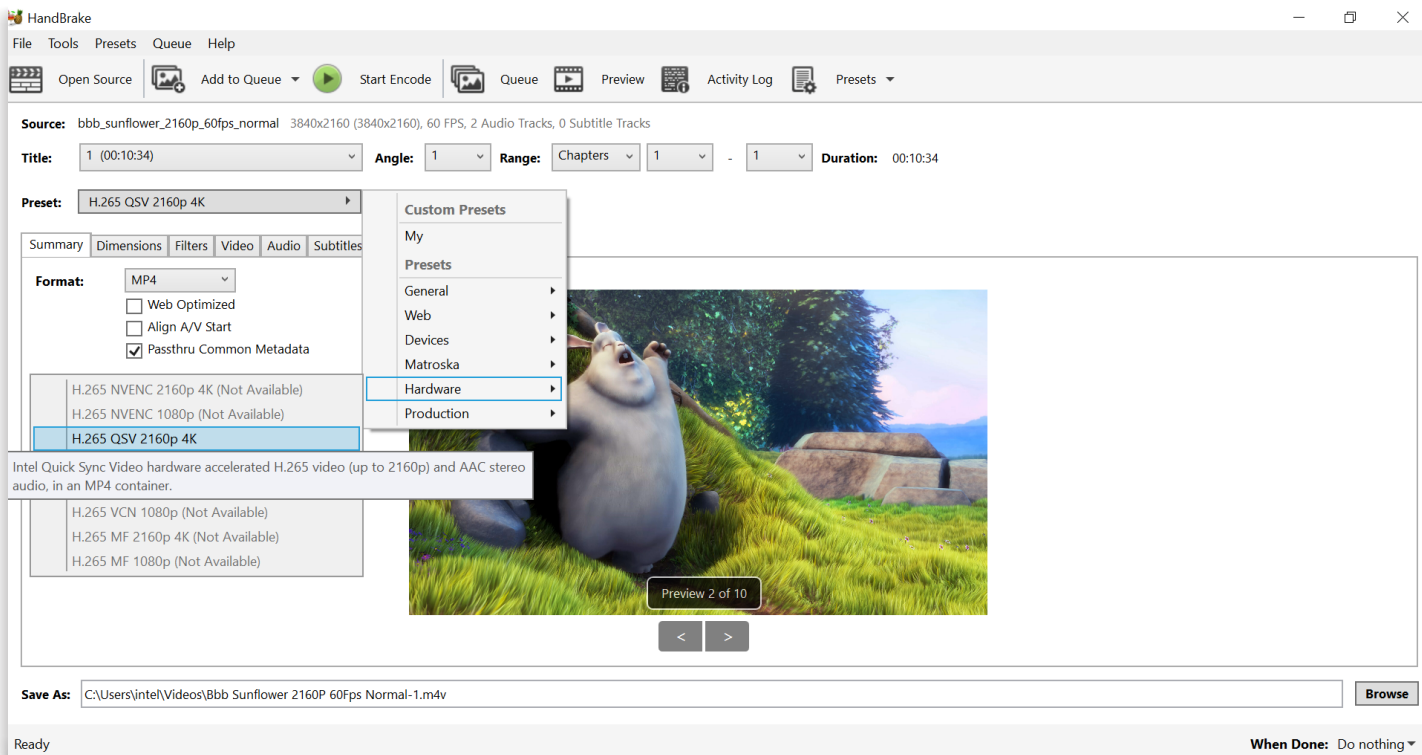 HandBrake
File Tools Presets Queue Help
Open Source Add to Queue Start Encode Queue Preview Activity Log Presets
Source: bbb_sunflower_2160p_60fps_normal 3840x2160 (3840x2160), 60 FPS, 2 Audio Tracks, 0 Subtitle Tracks
Title: 1 (00:10:34) Angle: 1 Range: Chapters 1 - 1 Duration: 00:10:34
Preset: H.265 QSV 2160p 4K
Custom Presets
My
Presets
General
Web
Devices
Matroska
Hardware
Production
Summary Dimensions Filters Video Audio Subtitles
Format: MP4
Web Optimized
Align A/V Start
Passthru Common Metadata
H.265 NVENC 2160p 4K (Not Available)
H.265 NVENC 1080p (Not Available)
H.265 QSV 2160p 4K
Intel Quick Sync Video hardware accelerated H.265 video (up to 2160p) and AAC stereo
audio, in an MP4 container.
H.265 VCN 1080p (Not Available)
H.265 MF 2160p 4K (Not Available)
H.265 MF 1080p (Not Available)
Preview 2 of 10
< >
Save As: C:\Users\intel\Videos\Bbb Sunflower 2160P 60Fps Normal-1.m4v Browse
Ready When Done: Do nothing